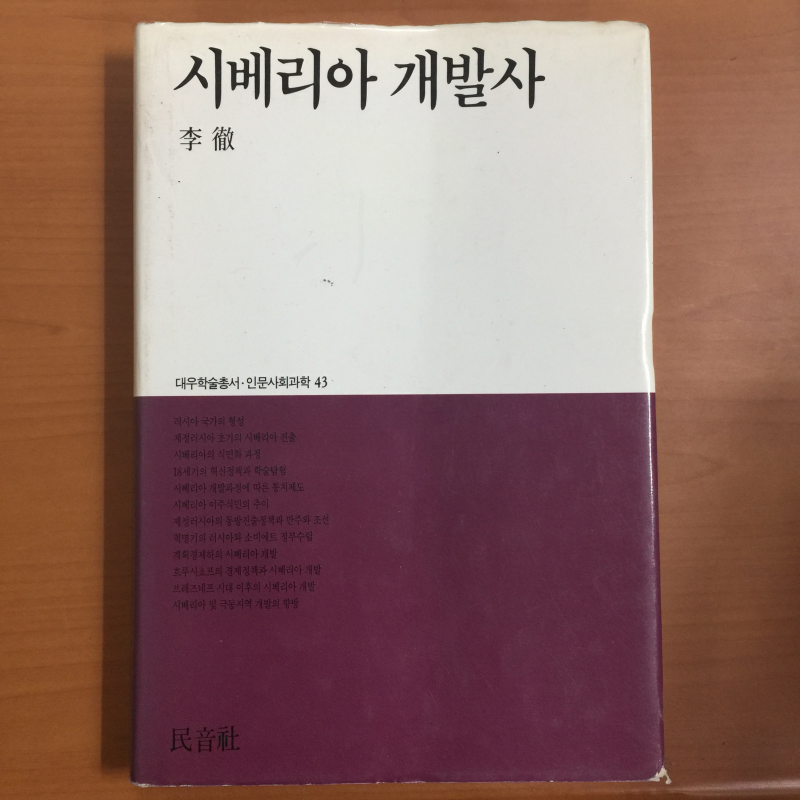 시베리아 개발사
李 徹
대우학술총서·인문사회과학 43
러시아 국가의 형성
제정러시아 초기의 시베리아 진출
시베리아의 식민화 과정
18세기의 혁신정책과 학술탐험
시베리아 개발과정에 따른 통치제도
시베리아 이주식민의 추이
제정러시아의 동방진출정책과 만주와 조선
혁명기의 러시아와 소비에트 정부수립
계획경제하의 시베리아 개발
흐루시쵸프의 경제정책과 시베리아 개발
브레즈네프 시대 이후의 시베리아 개발
시베리아 및 극동지역 개발의 향방
民音社